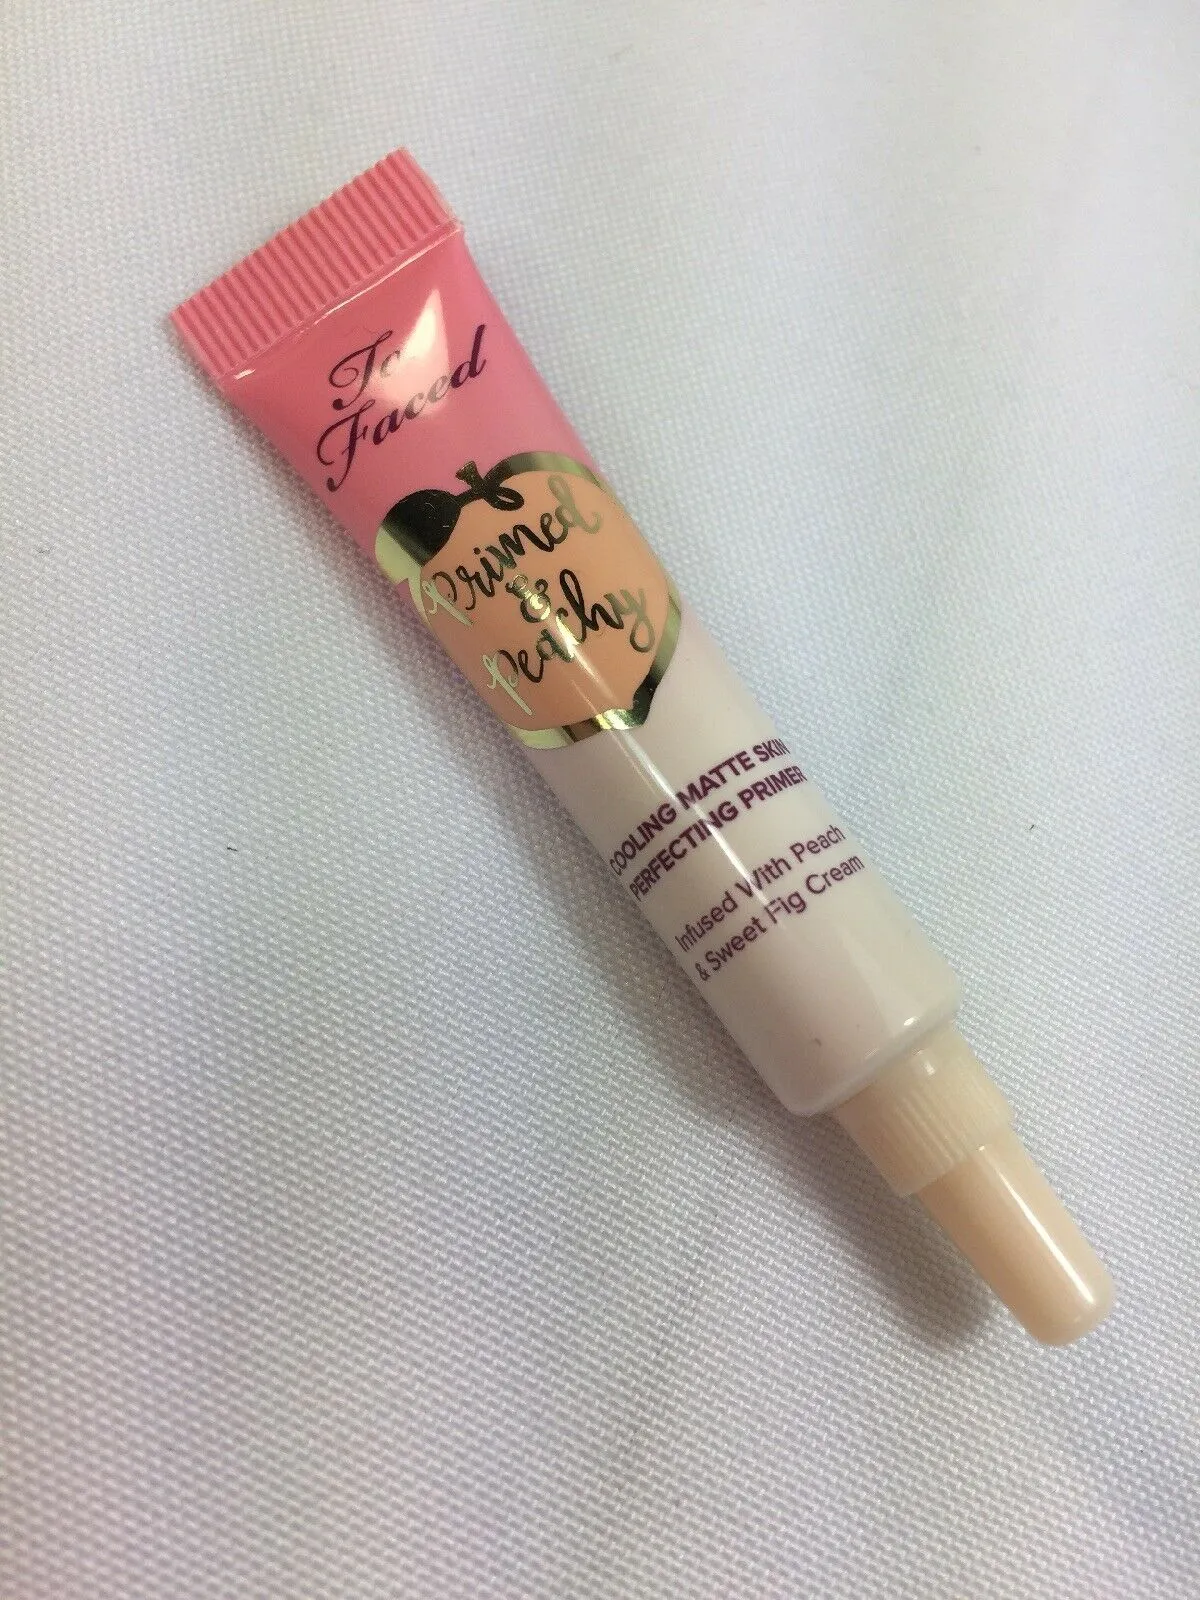 Too
Faced
Primed
&
Peachy
COOLING MATTE SKIN
PERFECTING PRIMER
Infused With Peach
& Sweet Fig Cream